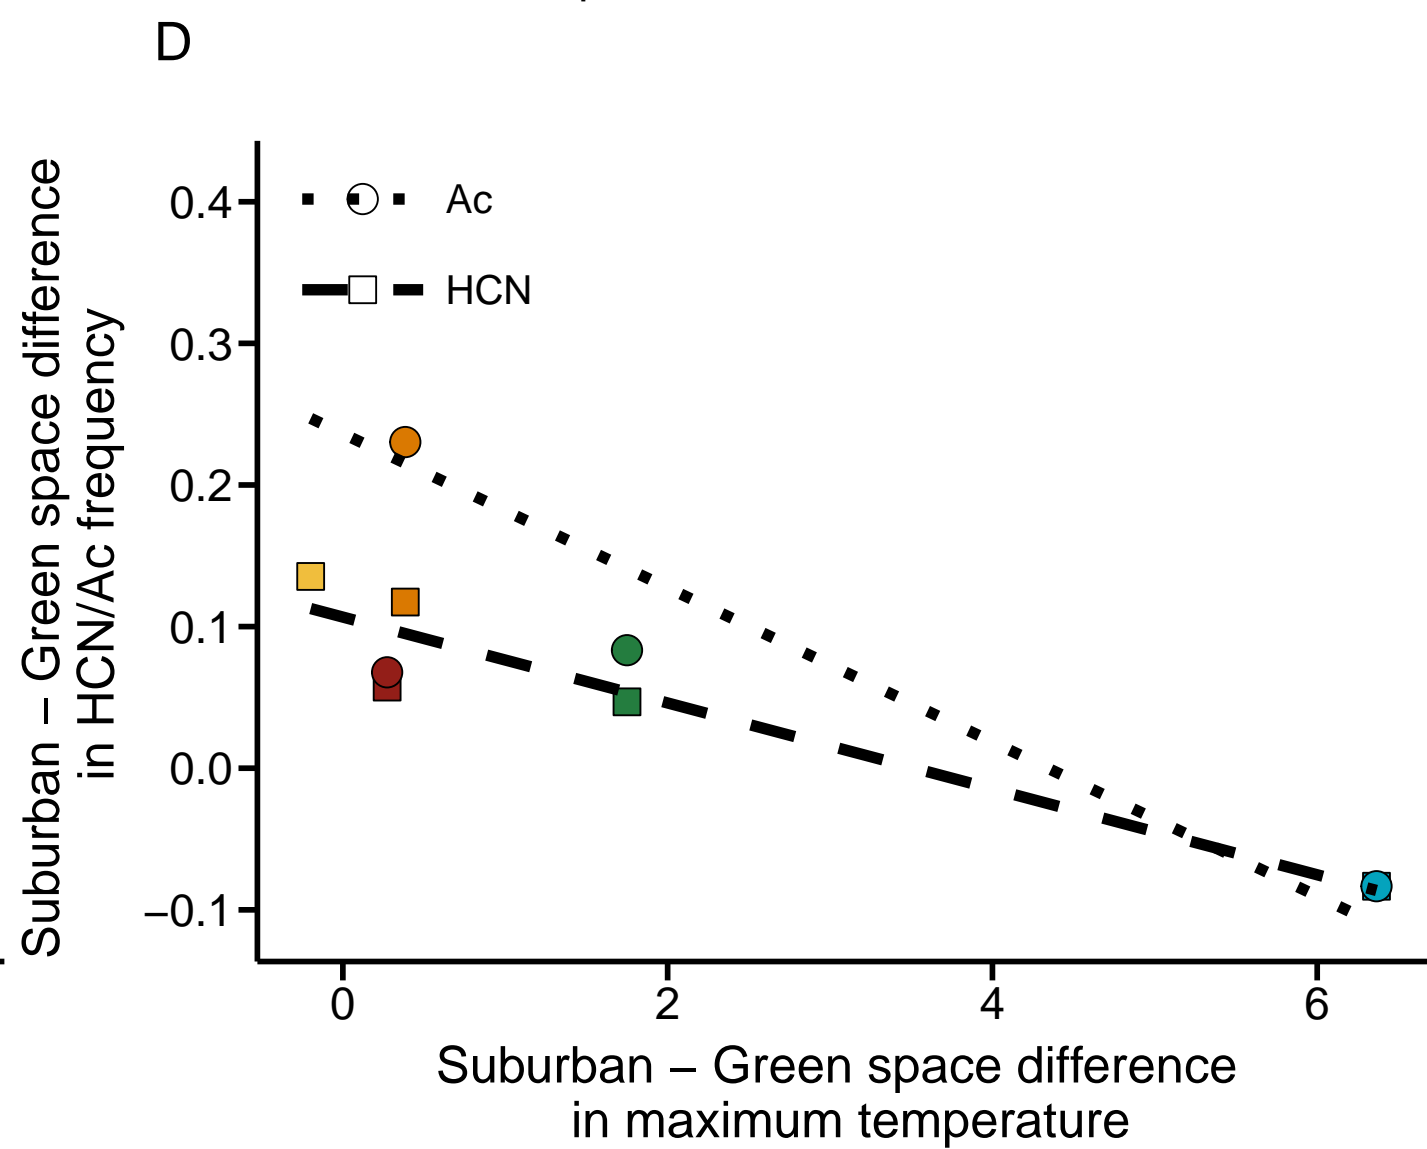 D
Suburban – Green space difference
in HCN/Ac frequency
0.4
0.3
0.2
0.1
0.0
–0.1
Ac
HCN
0
2
4
6
Suburban – Green space difference
in maximum temperature